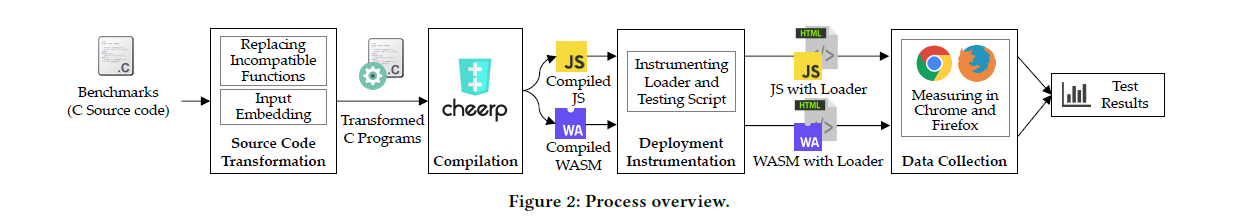 .C
Benchmarks
(C Source code)
Replacing
Incompatible
Functions
Input
Embedding
Source Code
Transformation
.C
Transformed
C Programs
cheerp
Compilation
JS
Compiled
JS
WA
Compiled
WASM
Instrumenting
Loader and
Testing Script
Deployment
Instrumentation
HTML
</>
JS
JS with Loader
HTML
</>
WA
WASM with Loader
Measuring in
Chrome and
Firefox
Data Collection
Test
Results
Figure 2: Process overview.